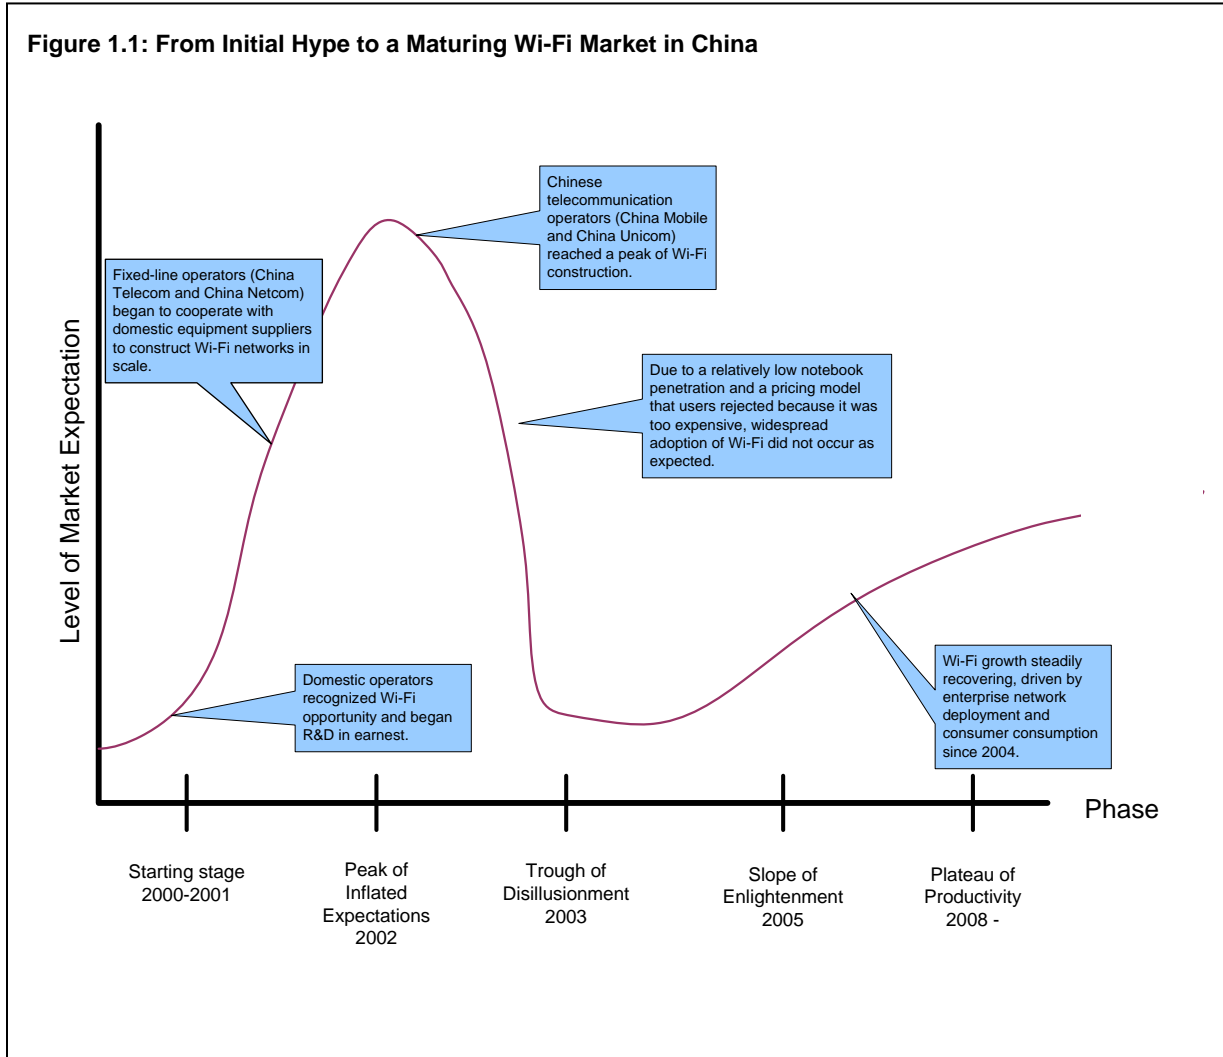 Figure 1.1: From Initial Hype to a Maturing Wi-Fi Market in China
Chinese
telecommunication
operators (China Mobile
and China Unicom)
reached a peak of Wi-Fi
construction.
Fixed-line operators (China
Telecom and China Netcom)
began to cooperate with
domestic equipment suppliers
to construct Wi-Fi networks in
scale.
Due to a relatively low notebook
penetration and a pricing model
that users rejected because it was
too expensive, widespread
adoption of Wi-Fi did not occur as
expected.
Level of Market Expectation
Domestic operators
recognized Wi-Fi
opportunity and began
R&D in earnest.
Wi-Fi growth steadily
recovering, driven by
enterprise network
deployment and
consumer consumption
since 2004.
Phase
Starting stage
2000-2001
Peak of
Inflated
Expectations
2002
Trough of
Disillusionment
2003
Slope of
Enlightenment
2005
Plateau of
Productivity
2008 -